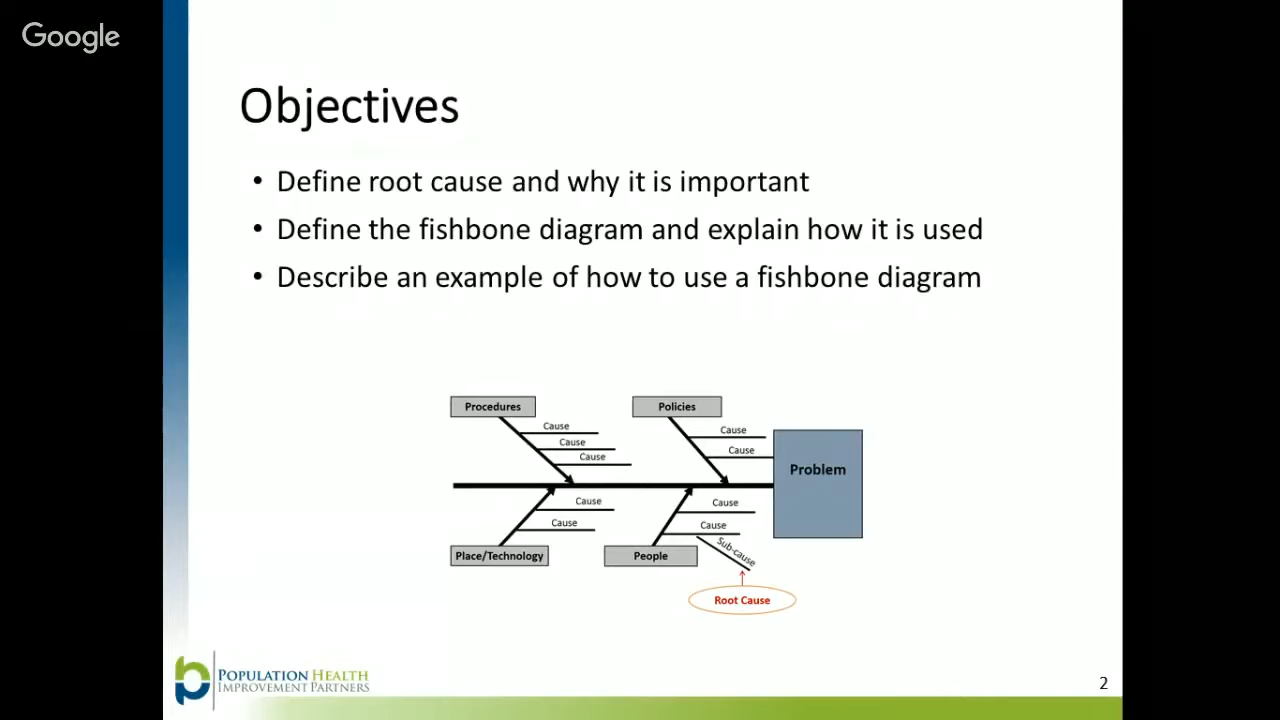 Google
Objectives
• Define root cause and why it is important
• Define the fishbone diagram and explain how it is used
• Describe an example of how to use a fishbone diagram
Procedures
Policies
Cause
Cause
Cause
Cause
Cause
Problem
Cause
Cause
Cause
Cause
Sub-cause
Place/Technology
People
Root Cause
POPULATION HEALTH
IMPROVEMENT PARTNERS
2